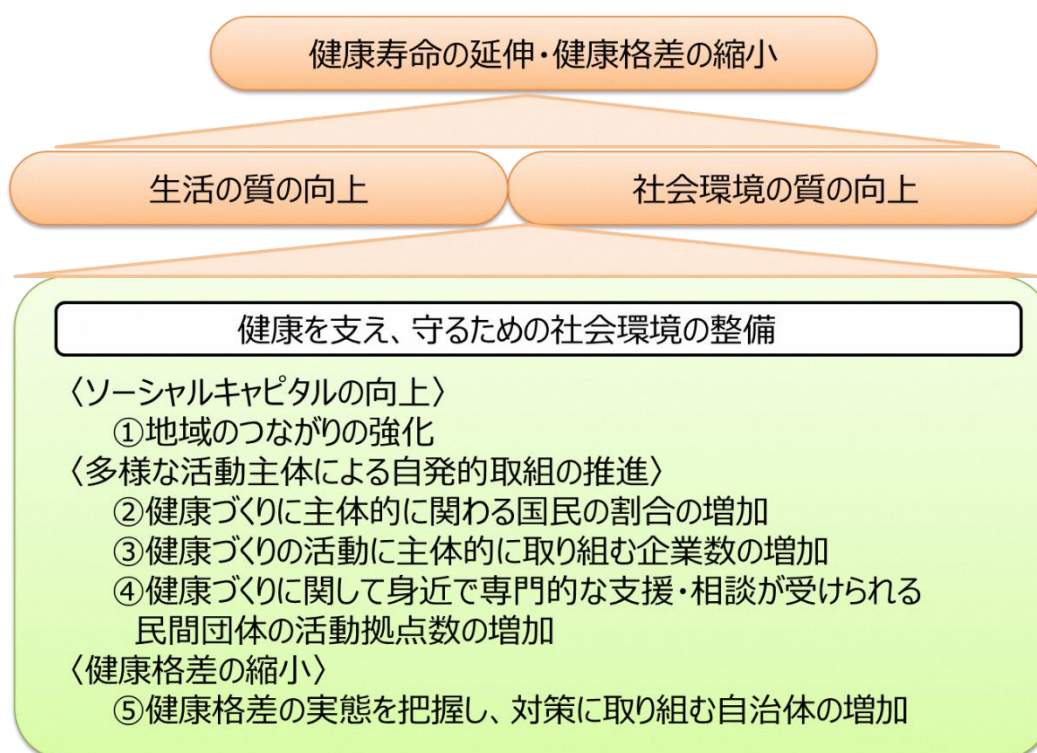 健康寿命の延伸・健康格差の縮小
生活の質の向上
社会環境の質の向上
健康を支え、守るための社会環境の整備
〈ソーシャルキャピタルの向上〉
①地域のつながりの強化
〈多様な活動主体による自発的取組の推進〉
②健康づくりに主体的に関わる国民の割合の増加
③健康づくりの活動に主体的に取り組む企業数の増加
④健康づくりに関して身近で専門的な支援・相談が受けられる
民間団体の活動拠点数の増加
〈健康格差の縮小〉
⑤健康格差の実態を把握し、対策に取り組む自治体の増加